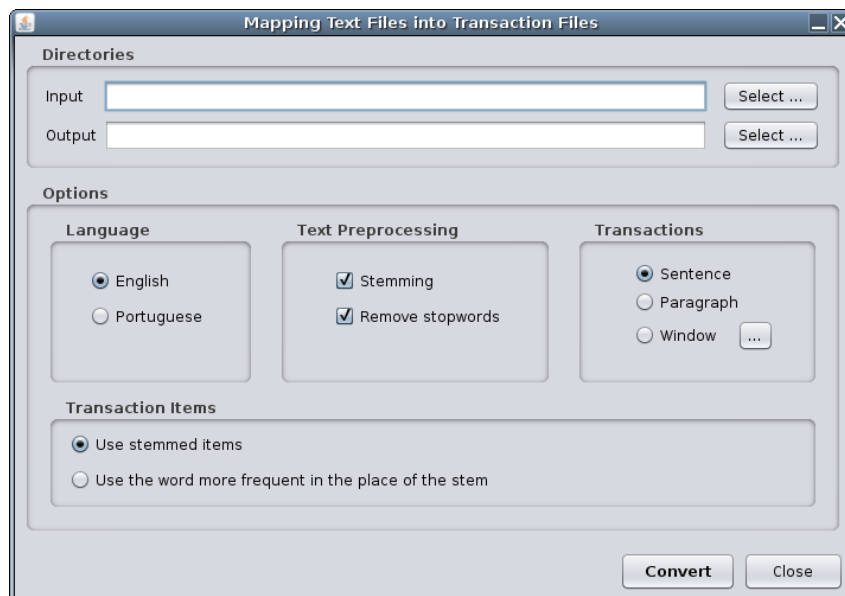 Mapping Text Files into Transaction Files
Directories
Input
Select ...
Output
Select ...
Options
Language
Text Preprocessing
Transactions
English
Portuguese
Stemming
Remove stopwords
Sentence
Paragraph
Window
...
Transaction Items
Use stemmed items
Use the word more frequent in the place of the stem
Convert
Close